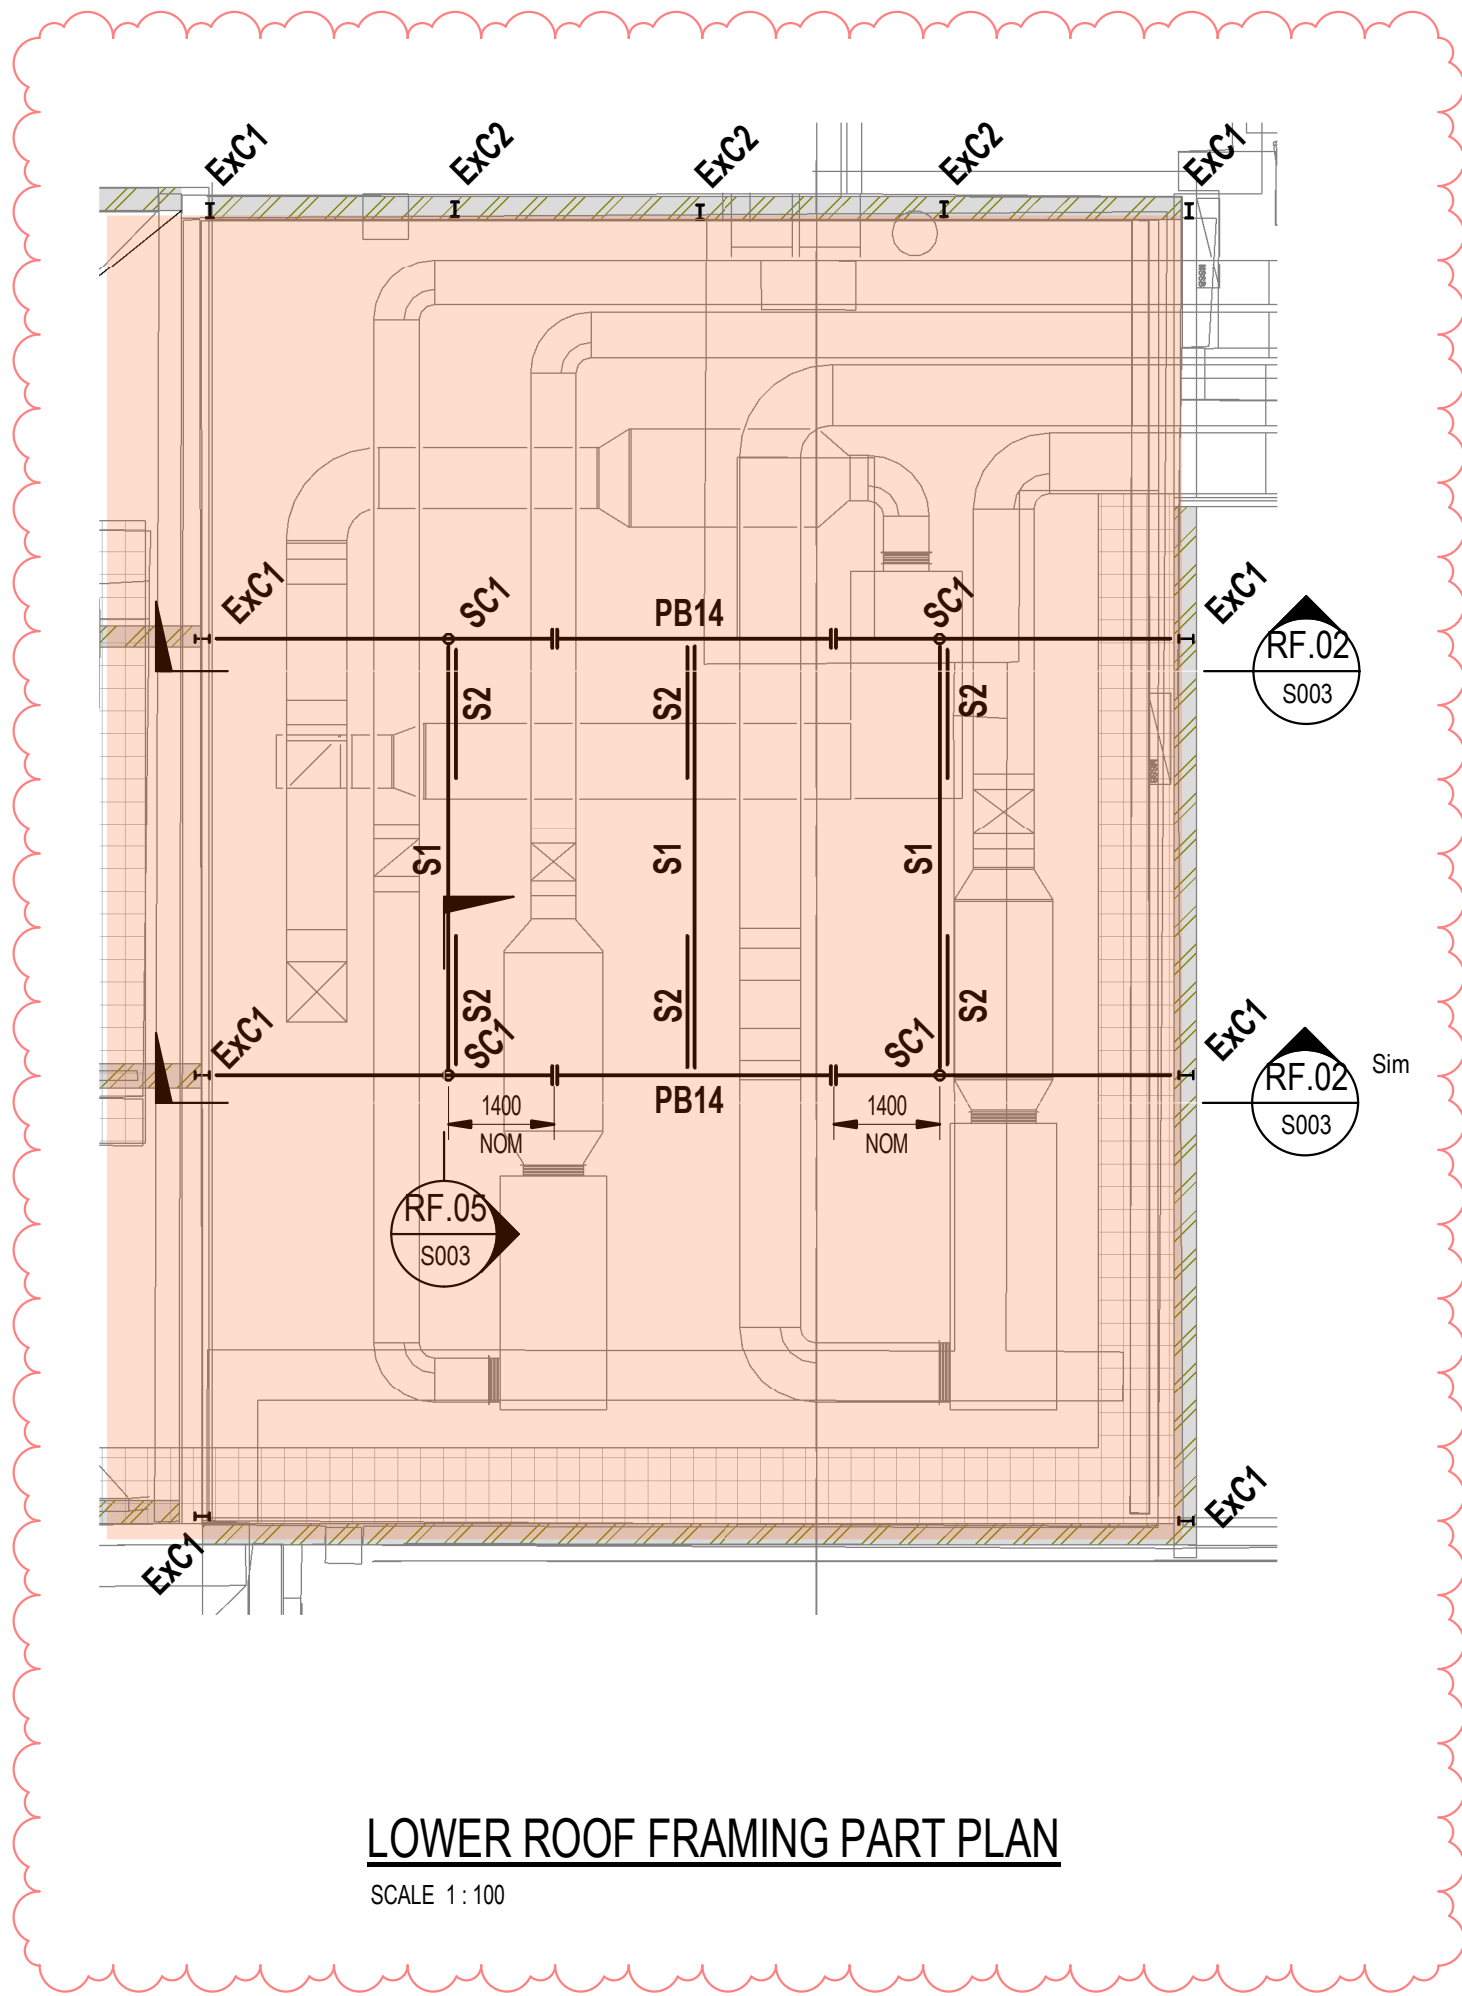 ExC1
ExC2
ExC2
ExC2
ExC1
MSSB
ExC1
SC1
PB14
SC1
ExC1
RF.02
S003
S2
S2
S2
MSSB
S1
S1
S1
S2
S2
S2
ExC1
SC1
SC1
ExC1
PB14
RF.02
S003
Sim
1400
NOM
1400
NOM
RF.05
S003
ExC1
ExC1
LOWER ROOF FRAMING PART PLAN
SCALE 1 : 100